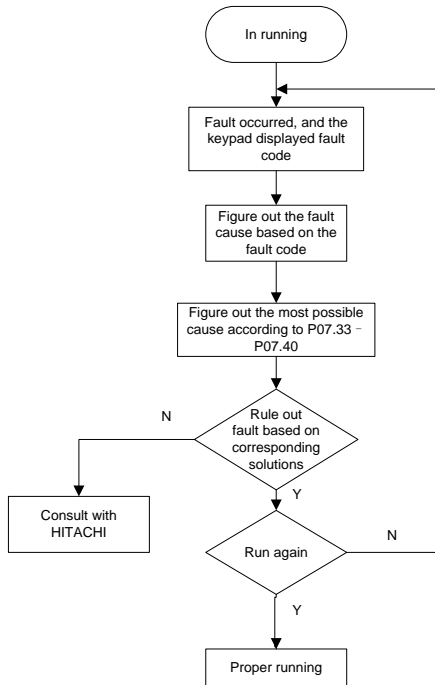 In running
Fault occurred, and the
keypad displayed fault
code
Figure out the fault
cause based on the
fault code
Figure out the most possible
cause according to P07.33–
P07.40
N
Rule out
fault based on
corresponding
solutions
Y
Consult with
HITACHI
Run again
N
Y
Proper running